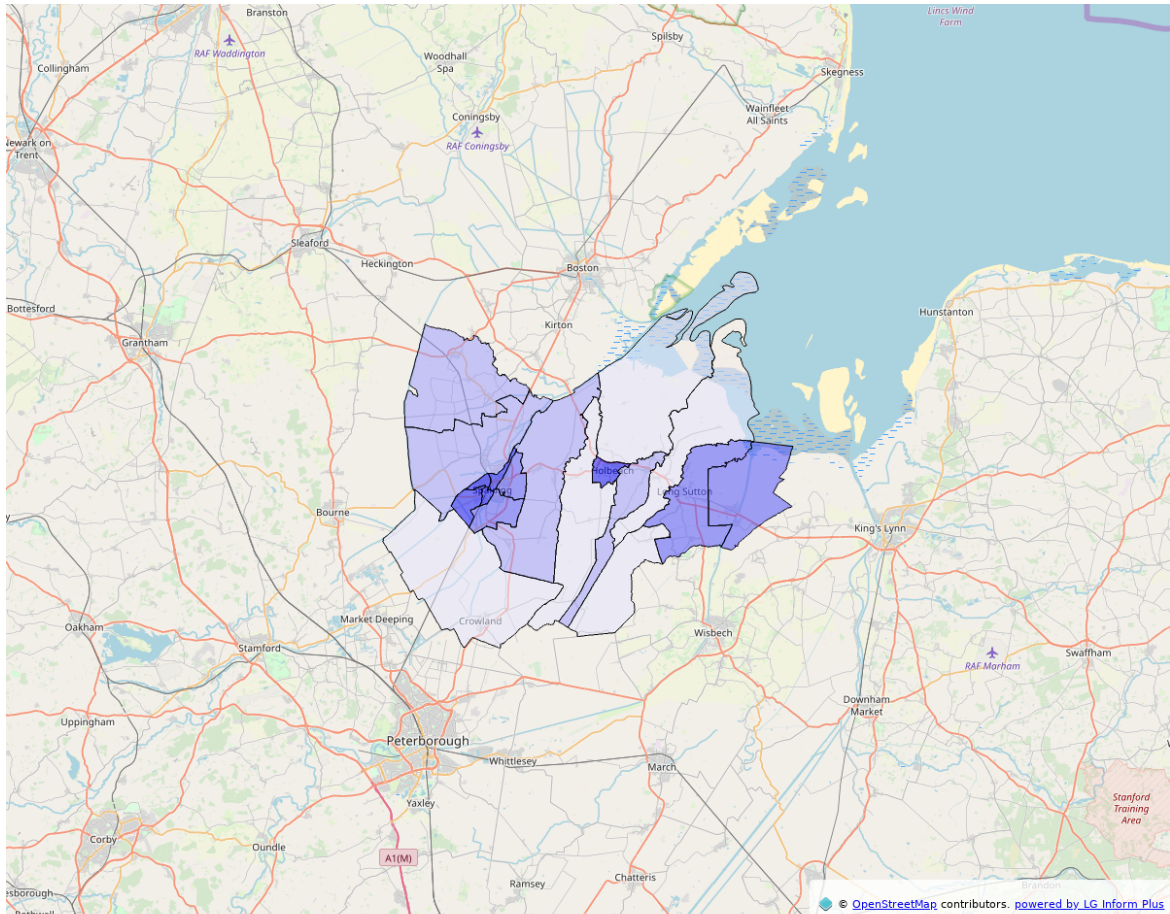 Branston
Lincs Wind
Farm
RAF Waddington
Spilsby
Collingham
Woodhall
Spa
Skegness
Wainfleet
All Saints
Coningsby
RAF Coningsby
Newark on
Trent
Sleaford
Heckington
Boston
Bottesford
Hunstanton
Kirton
Grantham
Holbeach
Spalding
Long Sutton
Bourne
King's Lynn
Market Deeping
Crowland
Oakham
Wisbech
Stamford
Swaffham
RAF Marham
Downham
Market
Uppingham
Peterborough
Whittlesey
March
Yaxley
Stanford
Training
Area
Corby
Oundle
A1(M)
Chatteris
Ramsey
Brandon
esborough
© OpenStreetMap contributors. powered by LG Inform Plus